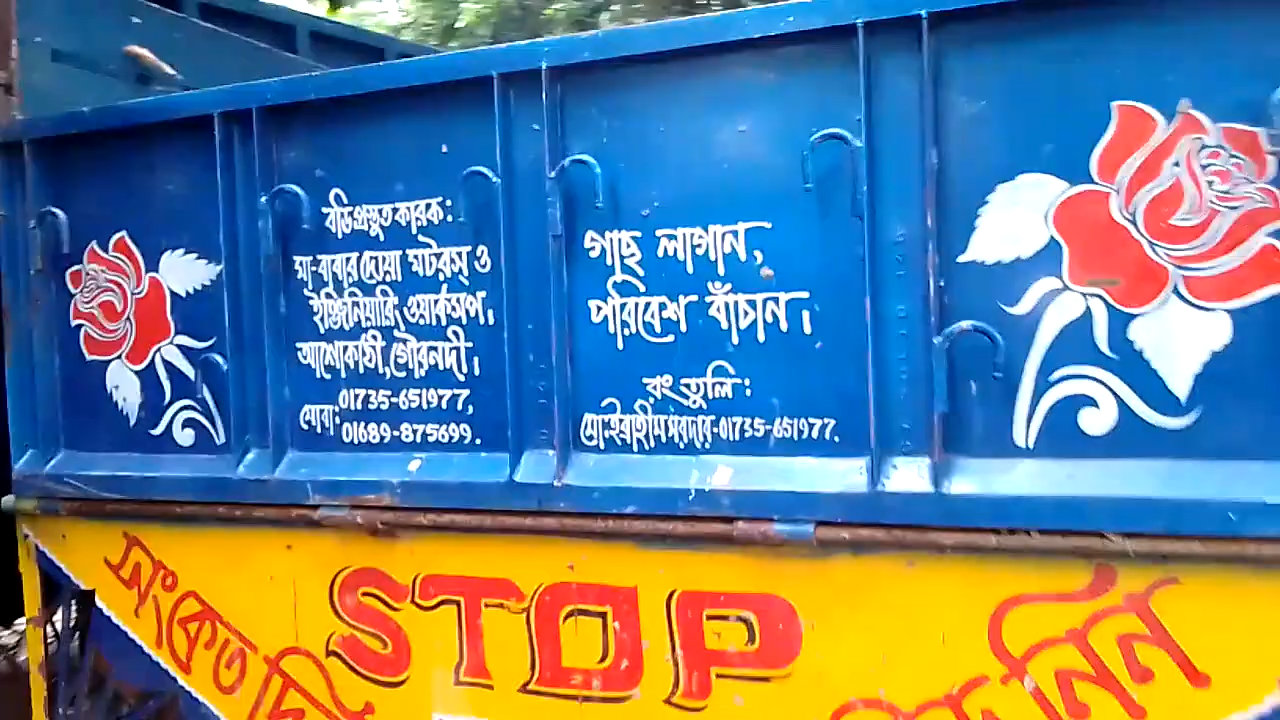 বডি প্রস্তুত কারক:
মা-বাবার দোয়া মটরস্ ও
ইঞ্জিনিয়ারিং ওয়ার্কসপ,
আশোকাঠী, গৌরনদী।
মোবা: 01735-651977,
01689-875699.
গাছ লাগান,
পরিবেশ বাঁচান।
রং তুলি:
মো:ইব্রাহীম সরদার-01735-651977.
সংকেত দিন
STOP